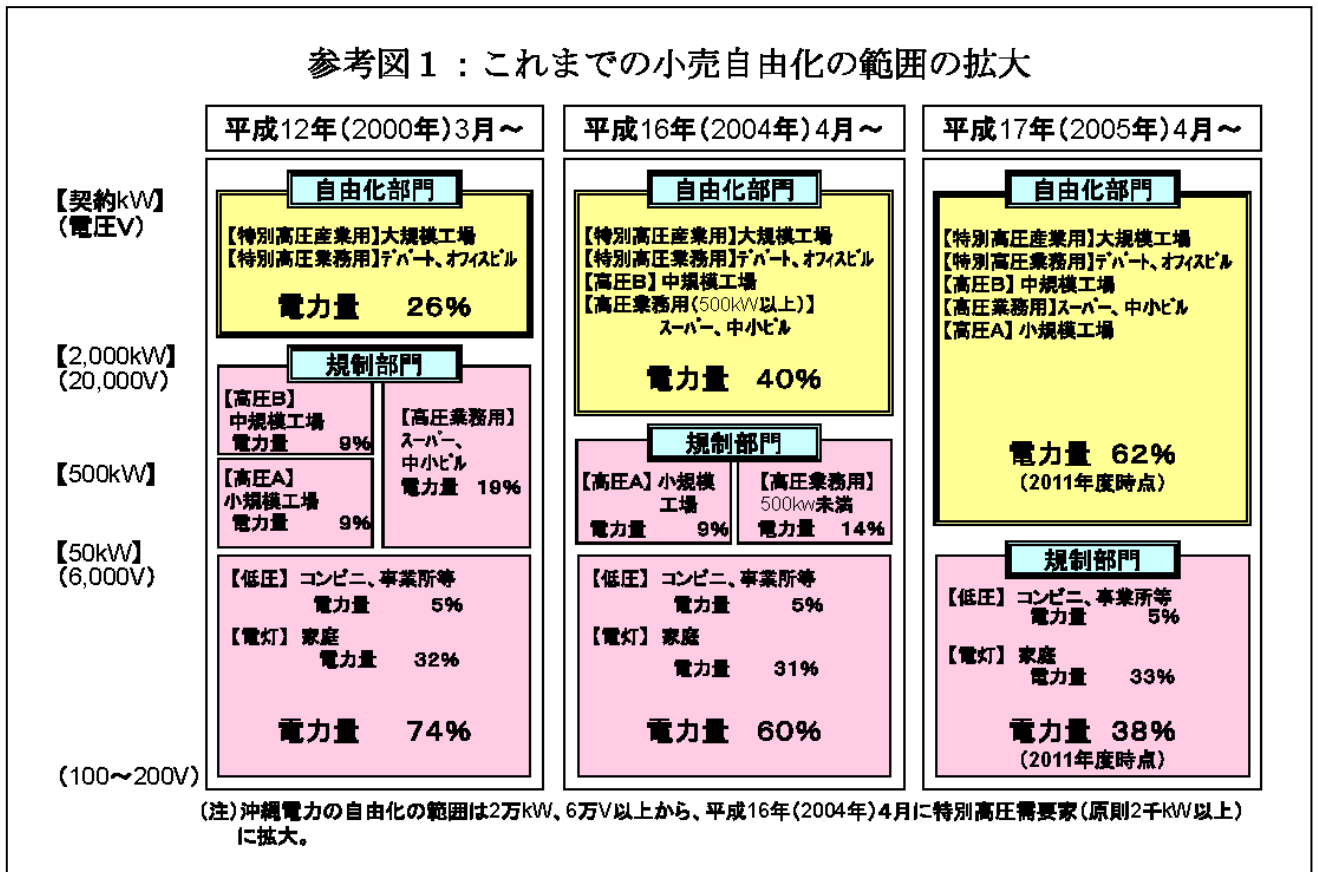 参考図１：これまでの小売自由化の範囲の拡大
平成12年(2000年)3月～
平成16年(2004年)4月～
平成17年(2005年)4月～
【契約kW】
(電圧V)
【2,000kW】
(20,000V)
【500kW】
【50kW】
(6,000V)
(100～200V)
自由化部門
【特別高圧産業用】大規模工場
【特別高圧業務用】デパート、オフィスビル
電力量 26%
規制部門
【高圧B】
中規模工場
電力量 9%
【高圧A】
小規模工場
電力量 9%
【高圧業務用】
スーパー、
中小ビル
電力量 19%
【低圧】コンビニ、事業所等
電力量 5%
【電灯】家庭
電力量 32%
電力量 74%
自由化部門
【特別高圧産業用】大規模工場
【特別高圧業務用】デパート、オフィスビル
【高圧B】中規模工場
【高圧業務用(500kW以上)】
スーパー、中小ビル
電力量 40%
規制部門
【高圧A】小規模
工場
電力量 9%
【高圧業務用】
500kw未満
電力量 14%
【低圧】コンビニ、事業所等
電力量 5%
【電灯】家庭
電力量 31%
電力量 60%
自由化部門
【特別高圧産業用】大規模工場
【特別高圧業務用】デパート、オフィスビル
【高圧B】中規模工場
【高圧業務用】スーパー、中小ビル
【高圧A】小規模工場
電力量 62%
(2011年度時点)
規制部門
【低圧】コンビニ、事業所等
電力量 5%
【電灯】家庭
電力量 33%
電力量 38%
(2011年度時点)
(注)沖縄電力の自由化の範囲は2万kW、6万V以上から、平成16年(2004年)4月に特別高圧需要家(原則2千kW以上)
に拡大。